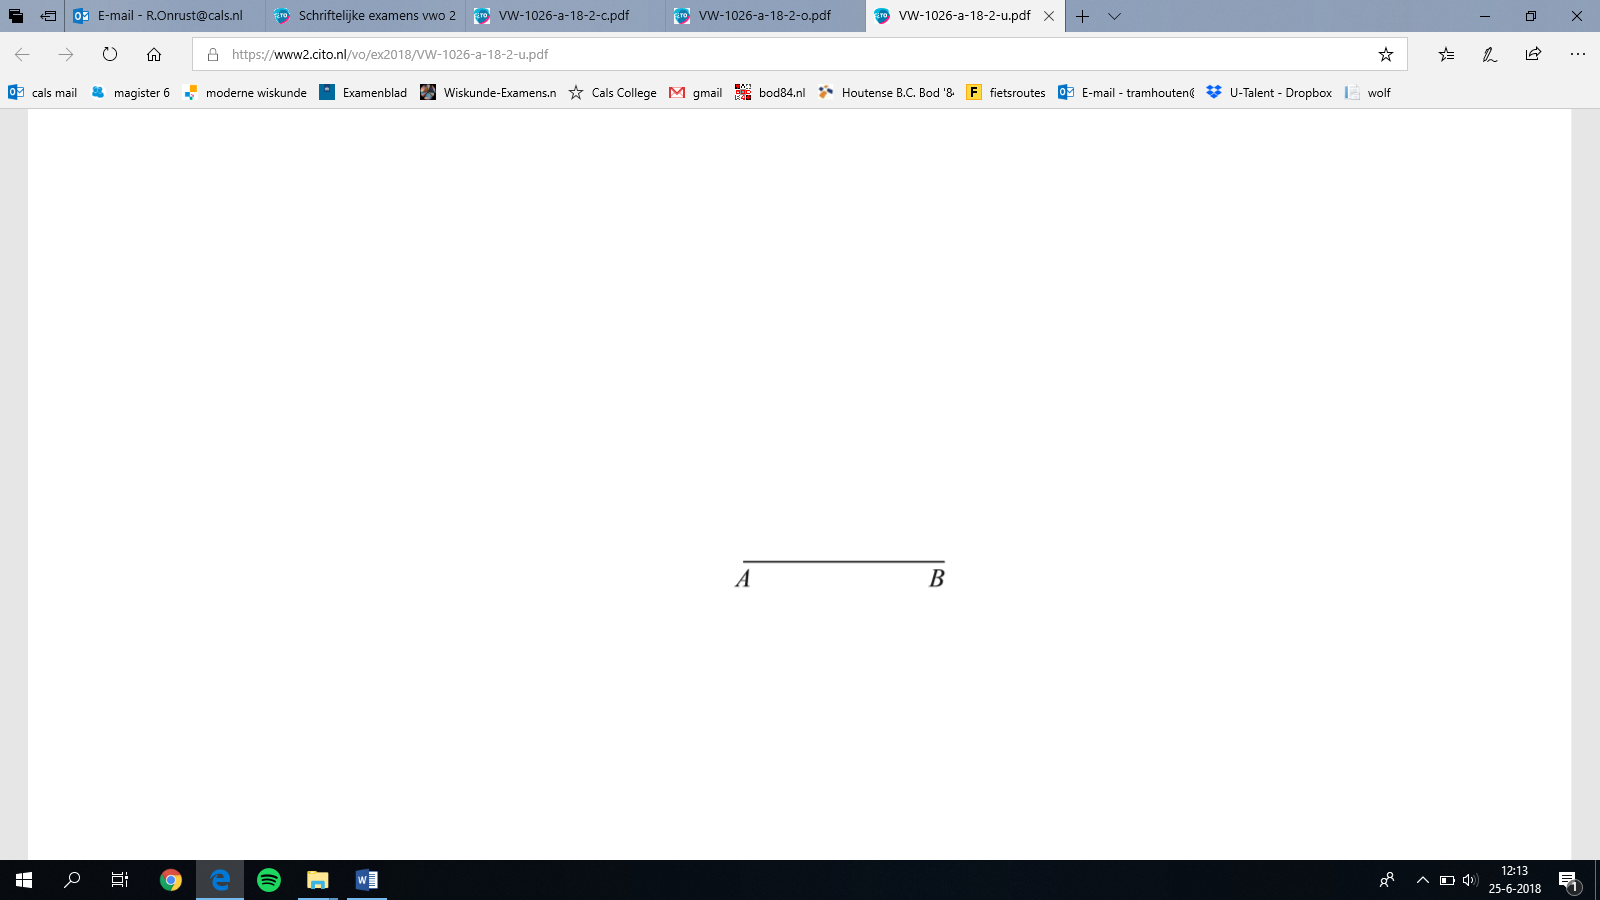 E-mail - R.Onrust@cals.nl
Schriftelijke examens vwo 2
VW-1026-a-18-2-c.pdf
VW-1026-a-18-2-o.pdf
VW-1026-a-18-2-u.pdf
https://www2.cito.nl/vo/ex2018/VW-1026-a-18-2-u.pdf
cals mail
magister 6
moderne wiskunde
Examenblad
Wiskunde-Examens.n
Cals College
gmail
bod84.nl
Houtense B.C. Bod '84
fietsroutes
E-mail - tramhouten@
U-Talent - Dropbox
wolf
A B
12:13
25-6-2018
1